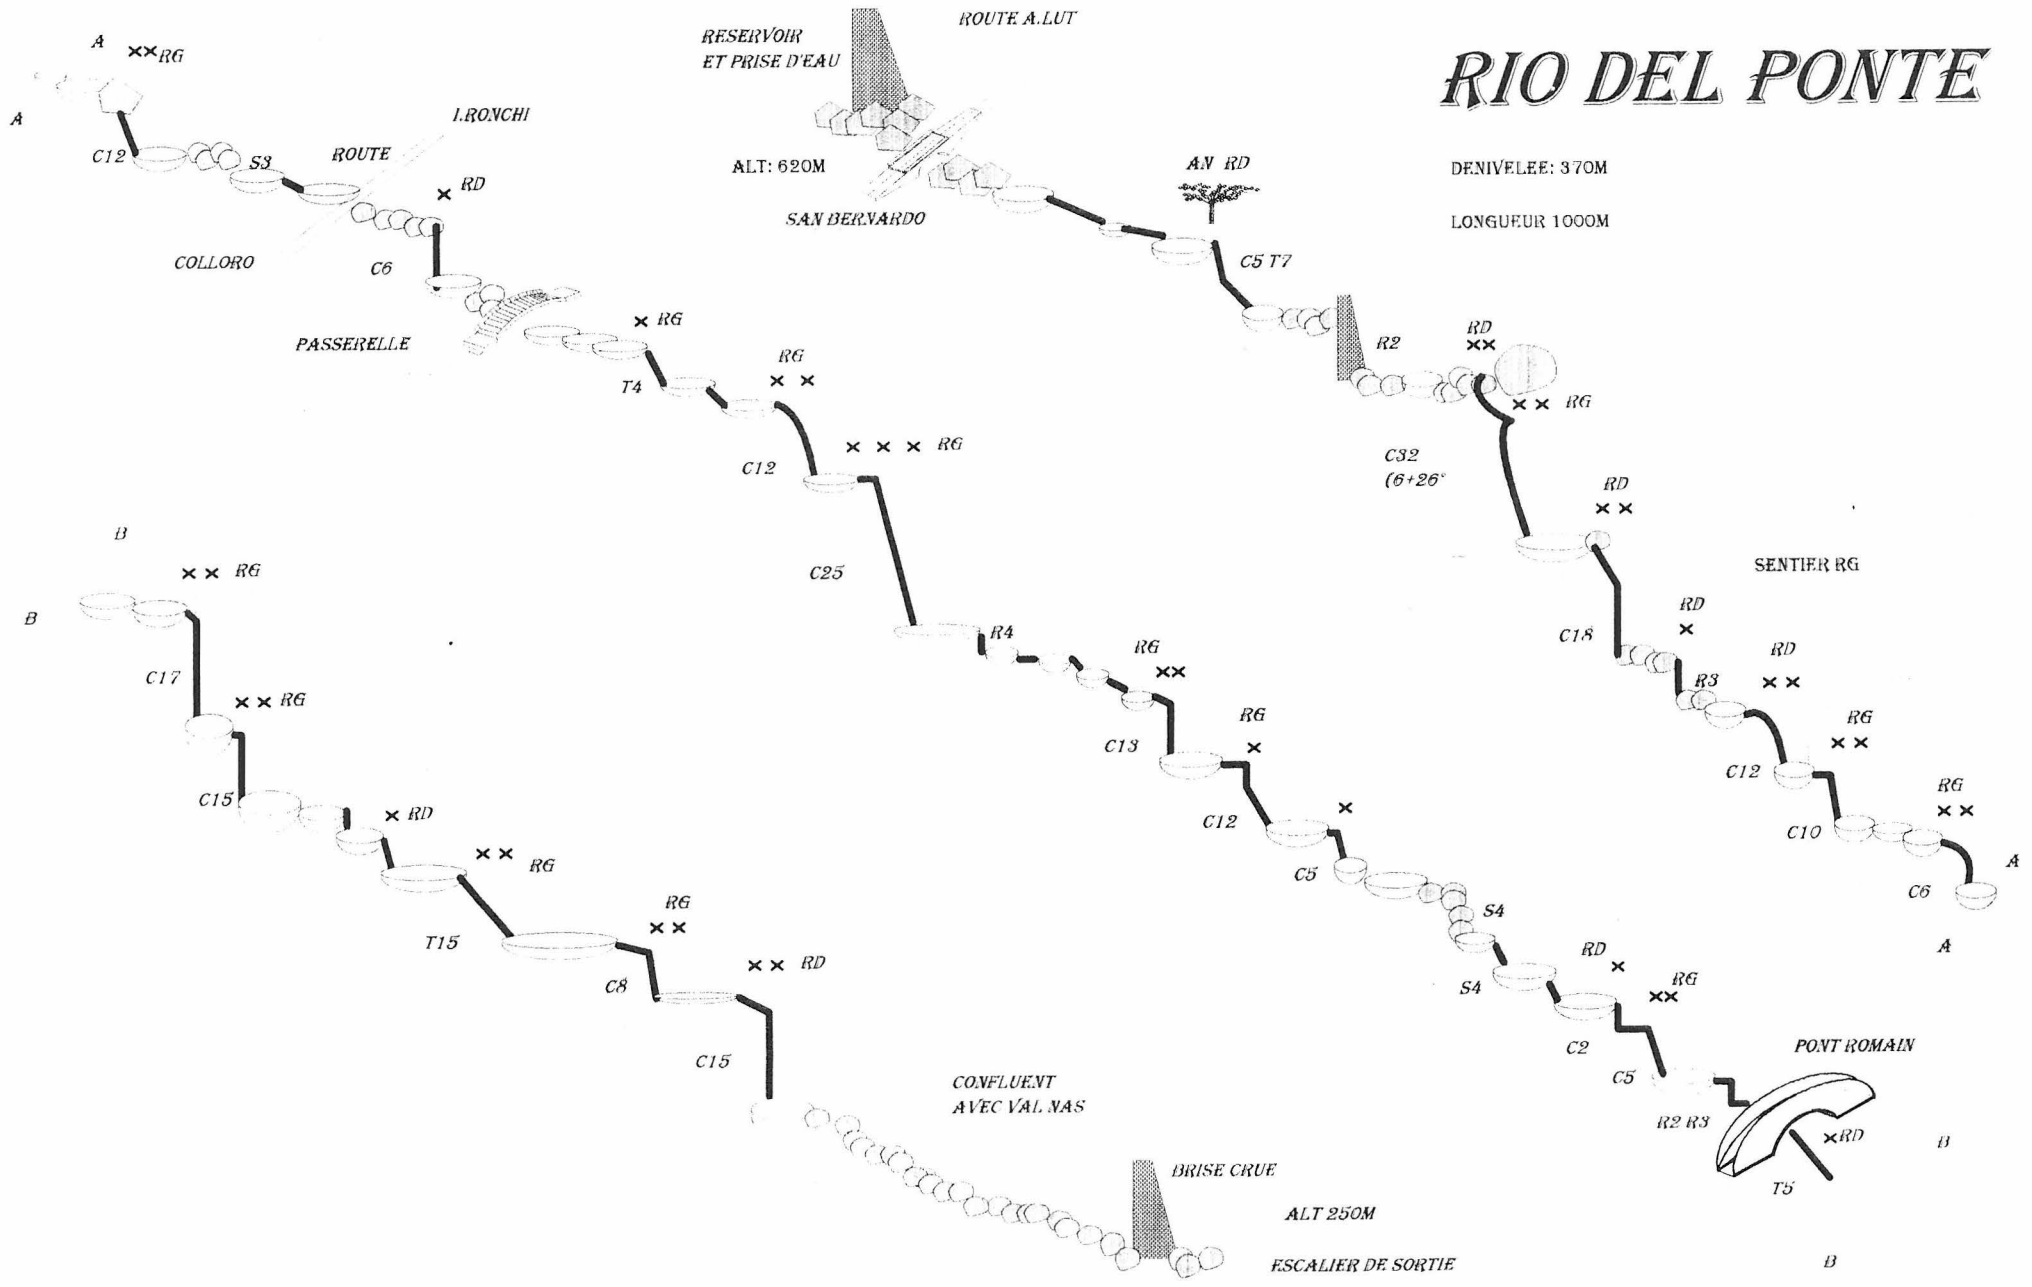 RIO DEL PONTE
DENIVELEE: 370M
LONGUEUR 1000M
ROUTE A.LUT
RESERVOIR
ET PRISE D'EAU
ALT: 620M
SAN BERNARDO
AN RD
C5 T7
R2
RD
RG
C32
(6+26°
RD
SENTIER RG
C18
RD
R3
RD
C12
RG
C10
RG
C6
A
A
A
RG
A
C12
S3
ROUTE
I.RONCHI
COLLORO
RD
C6
PASSERELLE
RG
T4
RG
C12
RG
C25
R4
RG
C13
RG
C12
C5
S4
S4
RD
C2
RG
C5
R2 R3
PONT ROMAIN
RD
T5
B
B
B
RG
B
C17
RG
C15
RD
RG
T15
RG
C8
RD
C15
CONFLUENT
AVEC VAL NAS
BRISE CRUE
ALT 250M
ESCALIER DE SORTIE